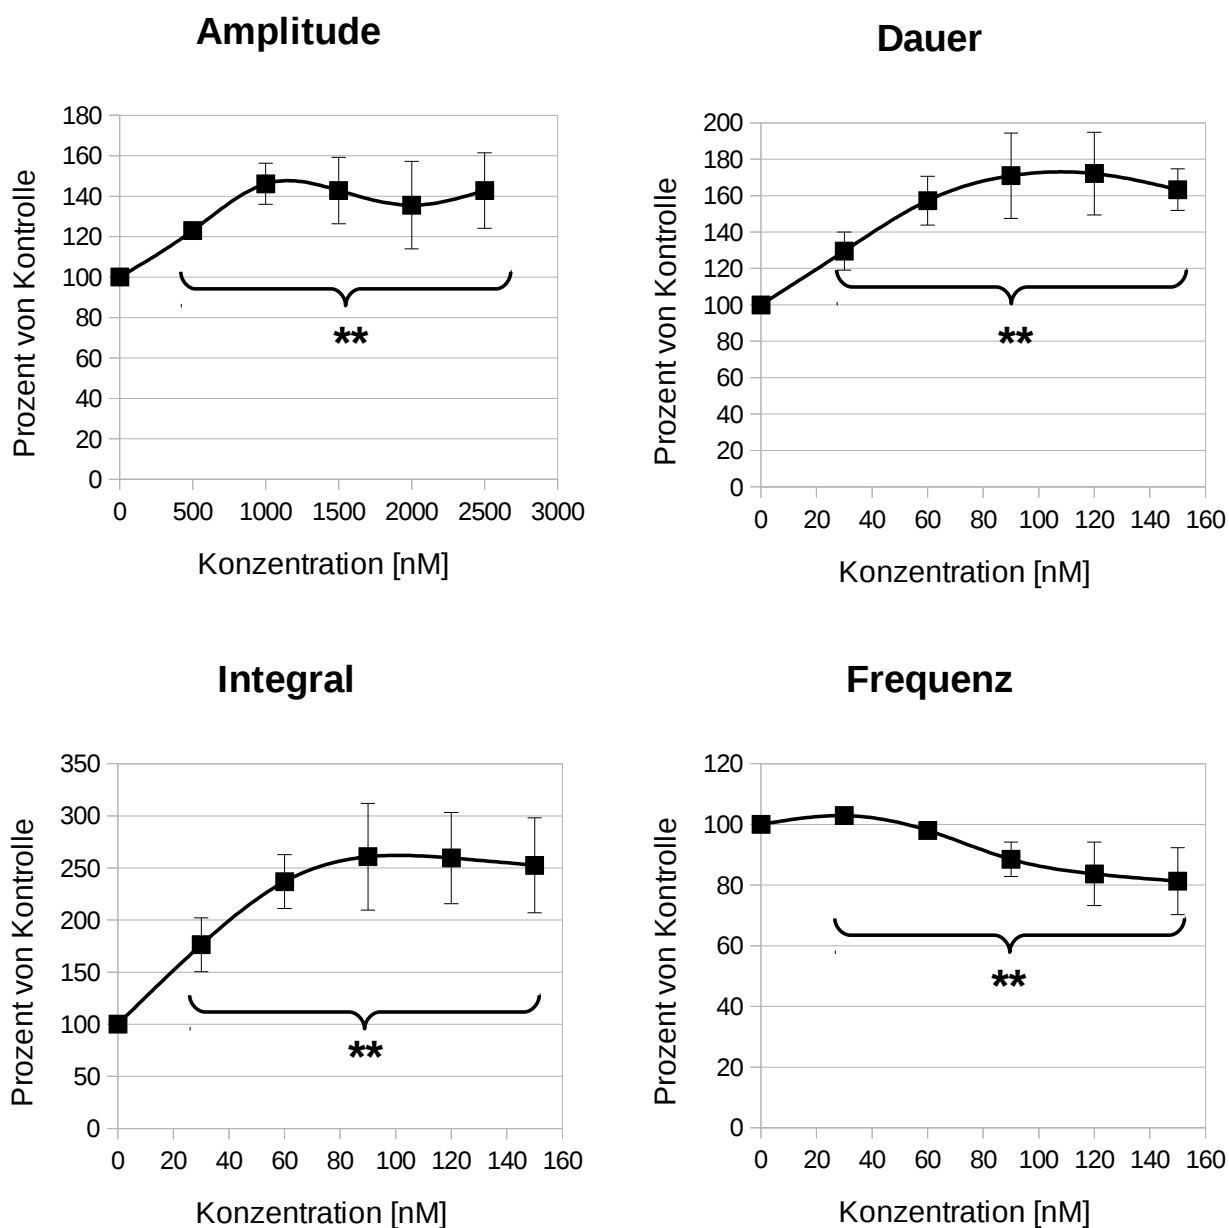 Amplitude
Prozent von Kontrolle
180
160
140
120
100
80
60
40
20
0
0 500 1000 1500 2000 2500 3000
**
Konzentration [nM]
Dauer
Prozent von Kontrolle
200
180
160
140
120
100
80
60
40
20
0
0 20 40 60 80 100 120 140 160
**
Konzentration [nM]
Integral
Prozent von Kontrolle
350
300
250
200
150
100
50
0
0 20 40 60 80 100 120 140 160
**
Konzentration [nM]
Frequenz
Prozent von Kontrolle
120
100
80
60
40
20
0
0 20 40 60 80 100 120 140 160
**
Konzentration [nM]